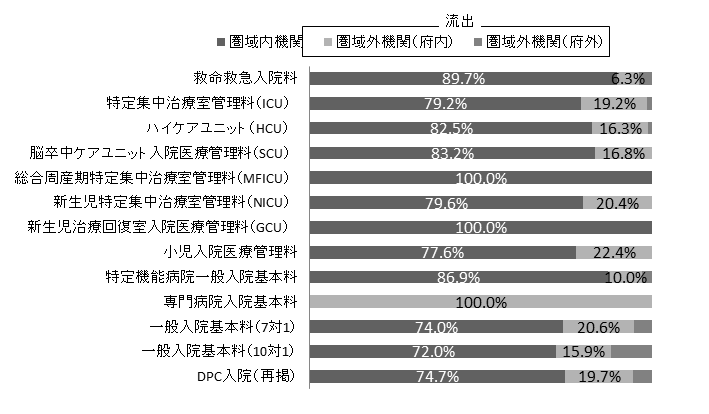 流出
圏域内機関 圏域外機関(府内) 圏域外機関(府外)
救命救急入院料 89.7% 6.3%
特定集中治療室管理料(ICU) 79.2% 19.2%
ハイケアユニット(HCU) 82.5% 16.3%
脳卒中ケアユニット入院医療管理料(SCU) 83.2% 16.8%
総合周産期特定集中治療室管理料(MFICU) 100.0%
新生児特定集中治療室管理料(NICU) 79.6% 20.4%
新生児治療回復室入院医療管理料(GCU) 100.0%
小児入院医療管理料 77.6% 22.4%
特定機能病院一般入院基本料 86.9% 10.0%
専門病院入院基本料 100.0%
一般入院基本料(7対1) 74.0% 20.6%
一般入院基本料(10対1) 72.0% 15.9%
DPC入院(再掲) 74.7% 19.7%